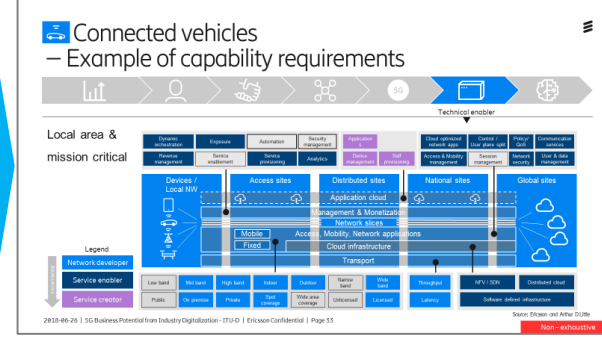 Connected vehicles
– Example of capability requirements
5G
Technical enabler
Local area &
mission critical
Dynamic
orchestration
Exposure
Automation
Security
management
Application
s
Cloud optimized
network apps
Control /
User plane split
Policy/
QoS
Communication
services
Revenue
management
Service
enablement
Service
provisioning
Analytics
Device
management
Self
provisioning
Access & Mobility
management
Session
management
Network
security
User & data
management
Devices /
Local NW
Access sites
Distributed sites
National sites
Global sites
Application cloud
Management & Monetization
Network slices
Mobile
Access, Mobility, Network applications
Fixed
Cloud infrastructure
Transport
Legend
Network developer
Service enabler
Service creator
Low band
Mid band
High band
Indoor
Outdoor
Narrow
band
Wide
band
Throughput
NFV / SDN
Distributed cloud
Public
On premise
Private
Spot
coverage
Wide area
coverage
Unlicensed
Licensed
Latency
Software defined infrastructure
Source: Ericsson and Arthur D Little
2018-06-26 | 5G Business Potential from Industry Digitalization - ITU-D | Ericsson Confidential | Page 33
Non - exhaustive